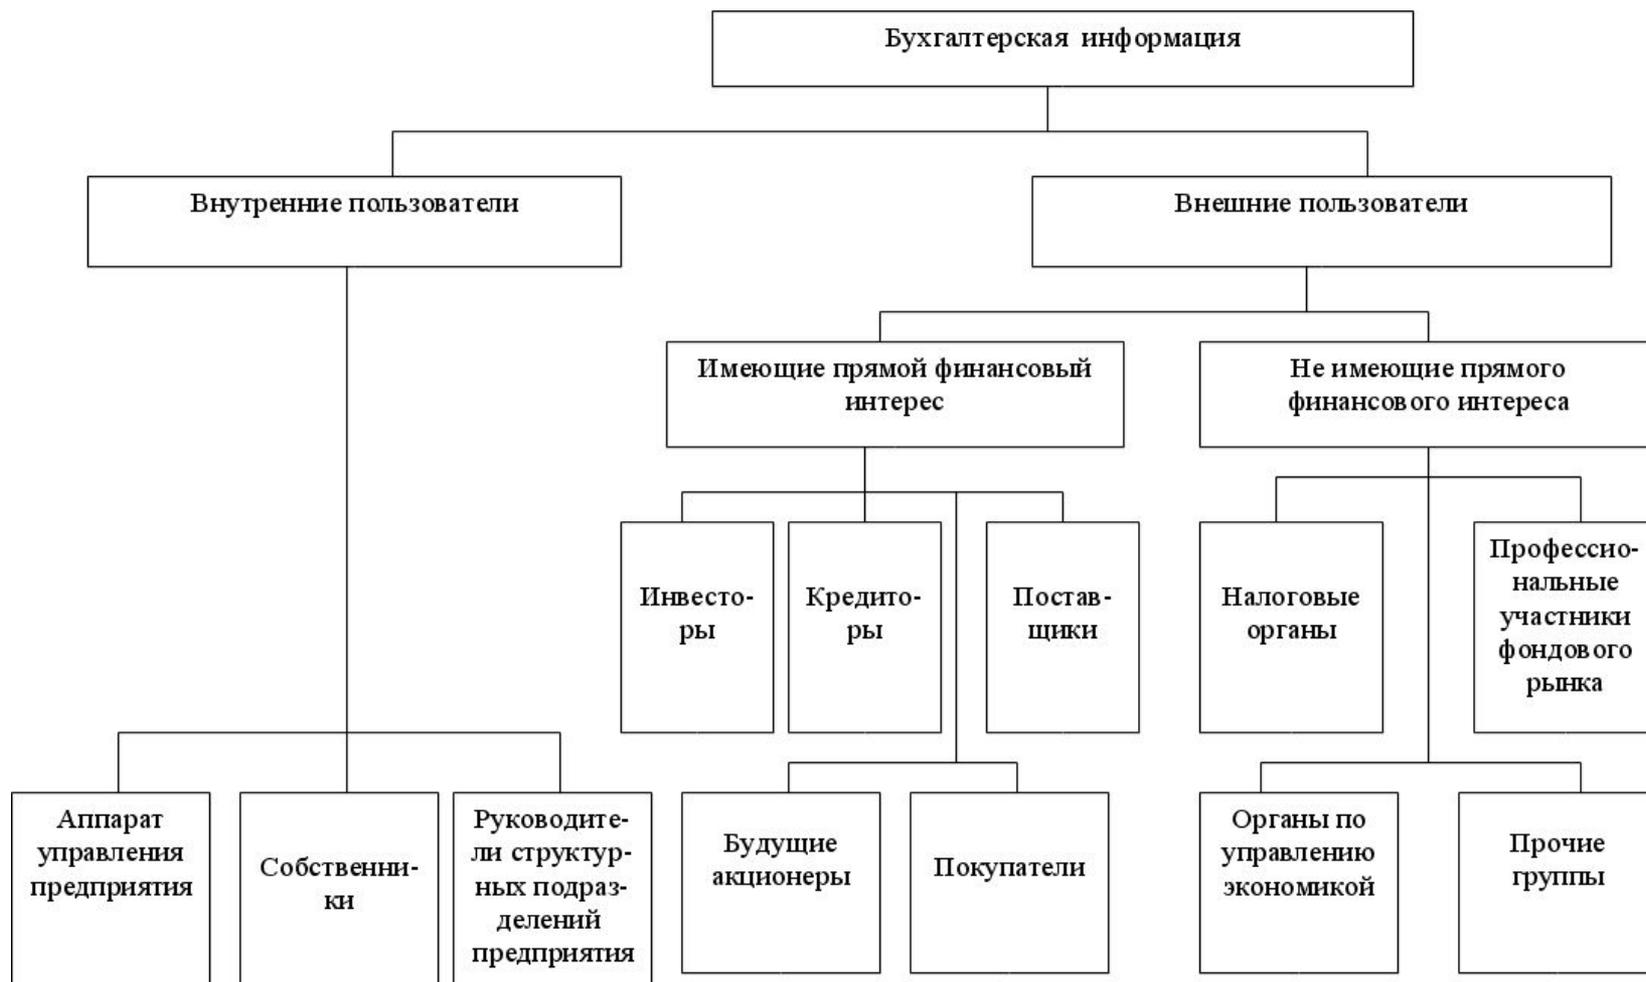 Бухгалтерская информация
Внутренние пользователи
Внешние пользователи
Имеющие прямой финансовый
интерес
Не имеющие прямого
финансового интереса
Инвесто-
ры
Кредито-
ры
Постав-
щики
Налоговые
органы
Профессио-
нальные
участники
фондового
рынка
Аппарат
управления
предприятия
Собственни-
ки
Руководите-
ли структур-
ных подраз-
делений
предприятия
Будущие
акционеры
Покупатели
Органы по
управлению
экономикой
Прочие
группы